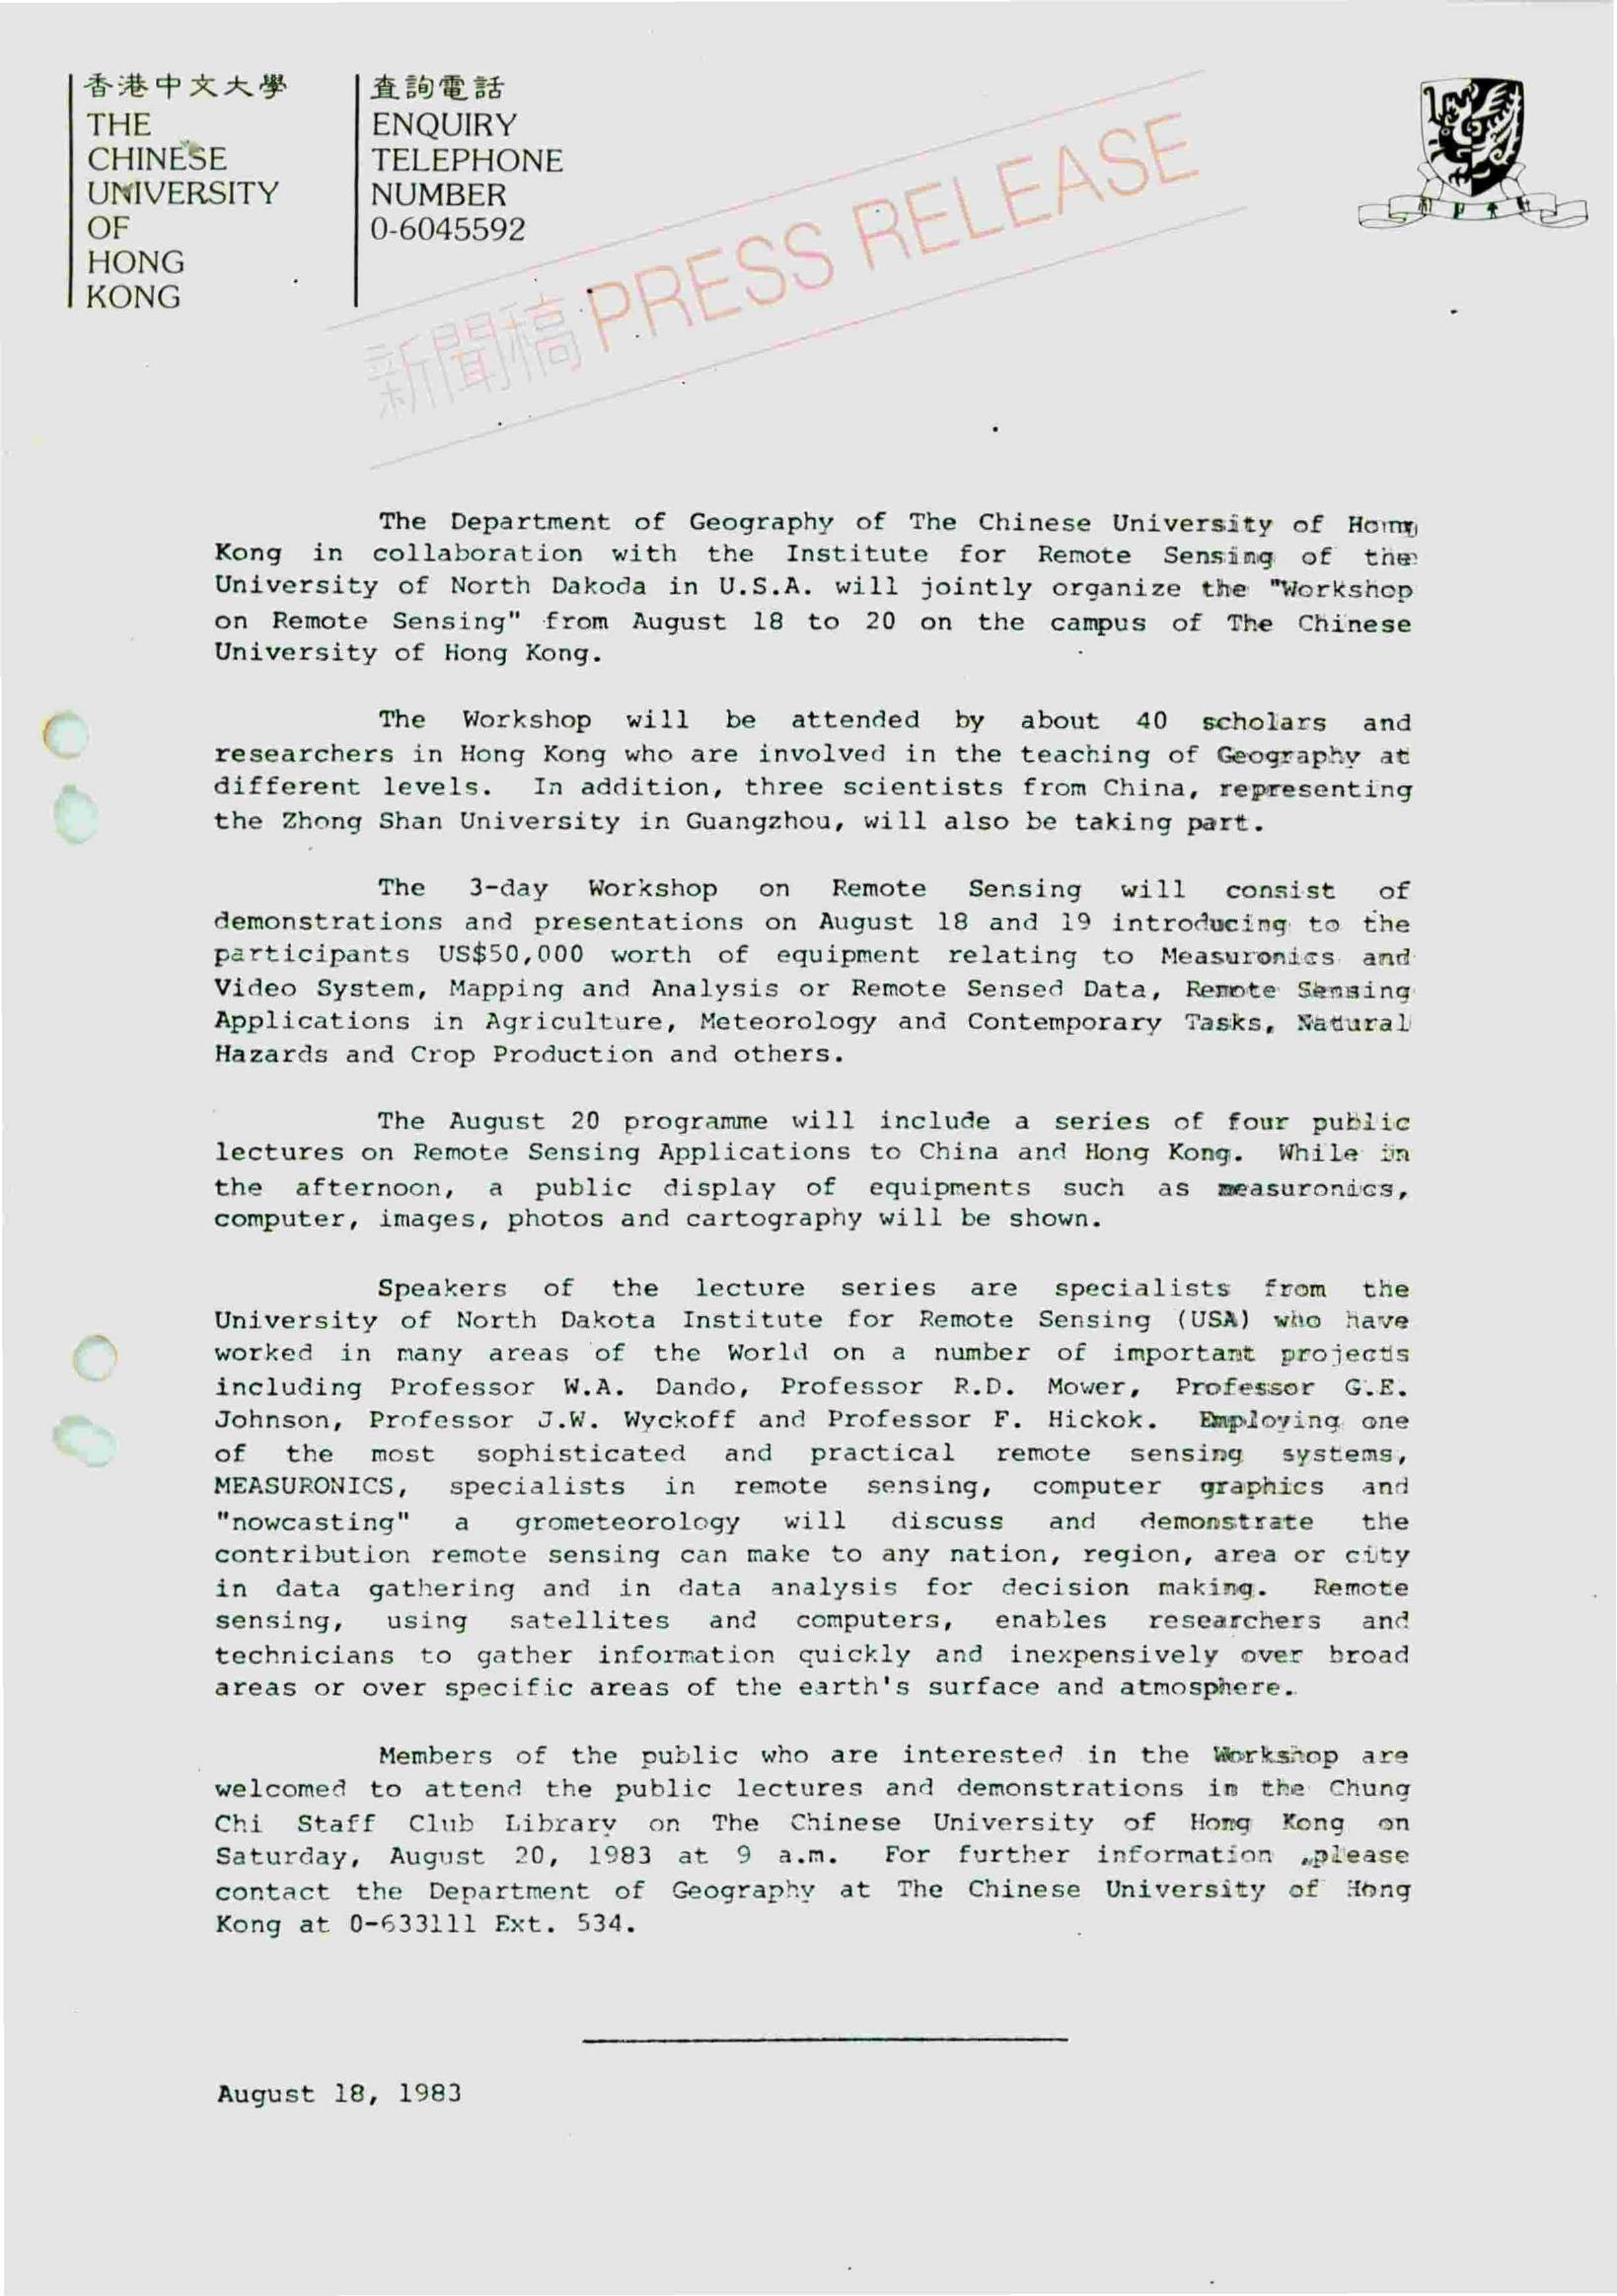 香港中文大學
THE
CHINESE
UNIVERSITY
OF
HONG
KONG
查詢電話
ENQUIRY
TELEPHONE
NUMBER
0-6045592
新聞稿 PRESS RELEASE
The Department of Geography of The Chinese University of Hong
Kong in collaboration with the Institute for Remote Sensing of the
University of North Dakoda in U.S.A. will jointly organize the "Workshop
on Remote Sensing" from August 18 to 20 on the campus of The Chinese
University of Hong Kong.
The Workshop will be attended by about 40 scholars and
researchers in Hong Kong who are involved in the teaching of Geography at
different levels. In addition, three scientists from China, representing
the Zhong Shan University in Guangzhou, will also be taking part.
The 3-day Workshop on Remote Sensing will consist of
demonstrations and presentations on August 18 and 19 introducing to the
participants US$50,000 worth of equipment relating to Measuronics and
Video System, Mapping and Analysis or Remote Sensed Data, Remote Sensing
Applications in Agriculture, Meteorology and Contemporary Tasks, Natural
Hazards and Crop Production and others.
The August 20 programme will include a series of four public
lectures on Remote Sensing Applications to China and Hong Kong. While in
the afternoon, a public display of equipments such as measuronics,
computer, images, photos and cartography will be shown.
Speakers of the lecture series are specialists from the
University of North Dakota Institute for Remote Sensing (USA) who have
worked in many areas of the World on a number of important projects
including Professor W.A. Dando, Professor R.D. Mower, Professor G.E.
Johnson, Professor J.W. Wyckoff and Professor F. Hickok. Employing one
of the most sophisticated and practical remote sensing systems,
MEASURONICS, specialists in remote sensing, computer graphics and
"nowcasting" a grometeorology will discuss and demonstrate the
contribution remote sensing can make to any nation, region, area or city
in data gathering and in data analysis for decision making. Remote
sensing, using satellites and computers, enables researchers and
technicians to gather information quickly and inexpensively over broad
areas or over specific areas of the earth's surface and atmosphere.
Members of the public who are interested in the Workshop are
welcomed to attend the public lectures and demonstrations in the Chung
Chi Staff Club Library on The Chinese University of Hong Kong on
Saturday, August 20, 1983 at 9 a.m. For further information ,please
contact the Department of Geography at The Chinese University of Hong
Kong at 0-633111 Ext. 534.
August 18, 1983